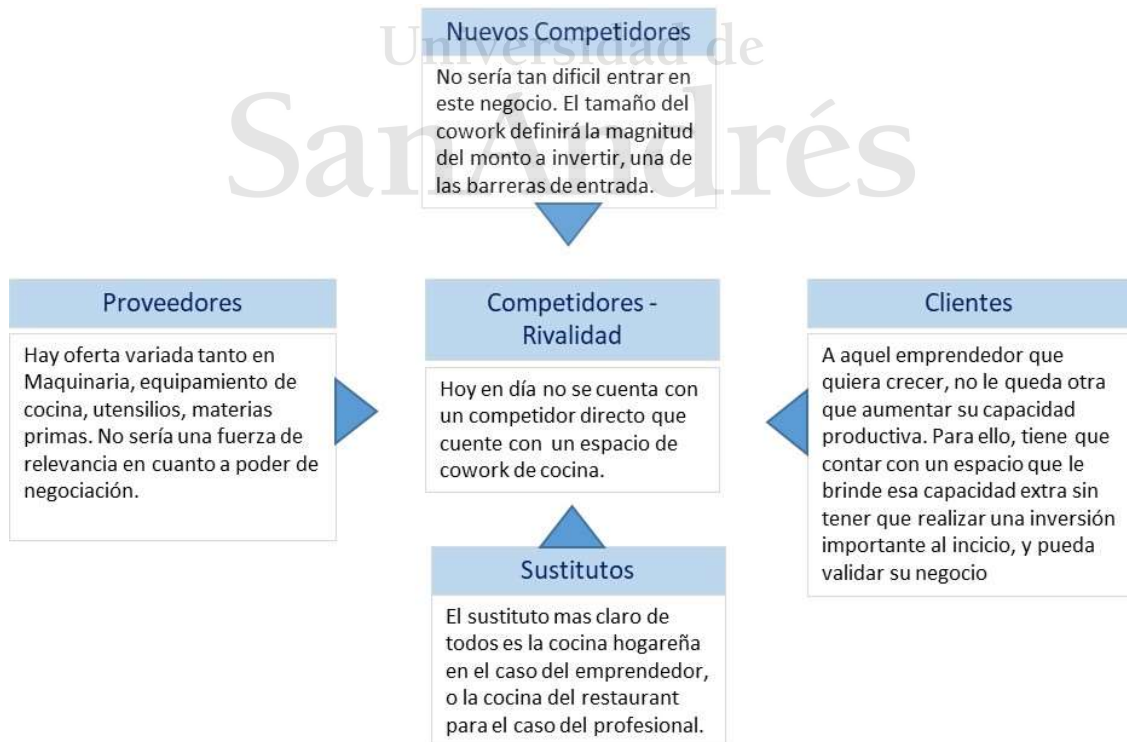 Universidad de
SanAndrés
Nuevos Competidores
No sería tan dificil entrar en
este negocio. El tamaño del
cowork definirá la magnitud
del monto a invertir, una de
las barreras de entrada.
Proveedores
Hay oferta variada tanto en
Maquinaria, equipamiento de
cocina, utensilios, materias
primas. No sería una fuerza de
relevancia en cuanto a poder de
negociación.
Competidores -
Rivalidad
Hoy en día no se cuenta con
un competidor directo que
cuente con un espacio de
cowork de cocina.
Clientes
A aquel emprendedor que
quiera crecer, no le queda otra
que aumentar su capacidad
productiva. Para ello, tiene que
contar con un espacio que le
brinde esa capacidad extra sin
tener que realizar una inversión
importante al incicio, y pueda
validar su negocio
Sustitutos
El sustituto mas claro de
todos es la cocina hogareña
en el caso del emprendedor,
o la cocina del restaurant
para el caso del profesional.